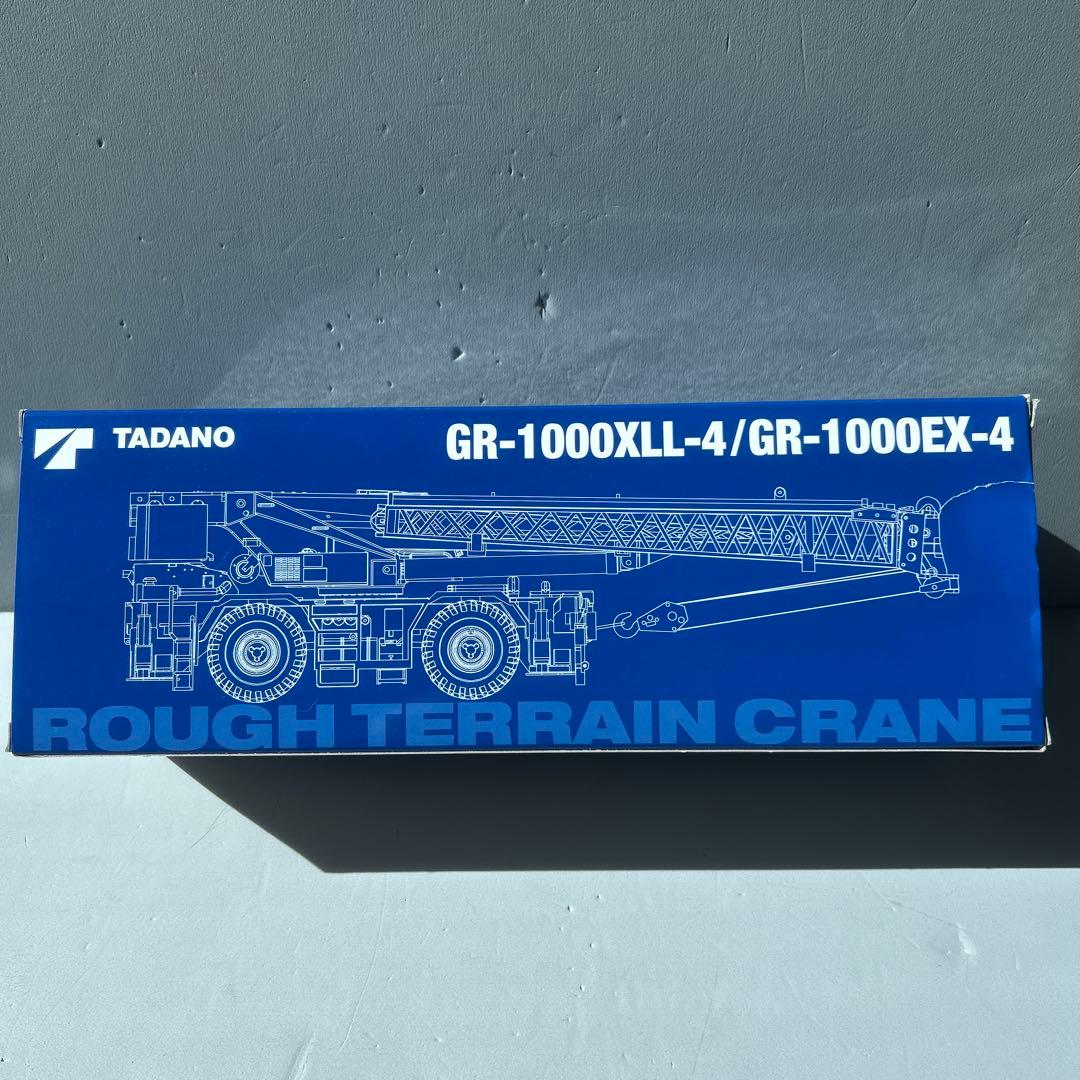 TADANO
GR-1000XLL-4/GR-1000EX-4
ROUGH TERRAIN CRANE